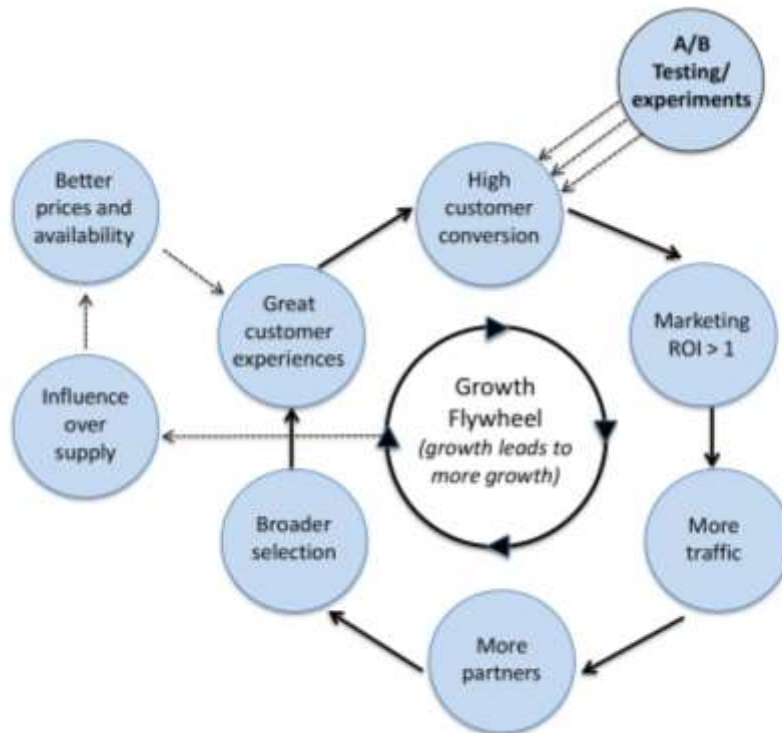 A/B
Testing/
experiments
High
customer
conversion
Marketing
ROI > 1
More
traffic
More
partners
Broader
selection
Great
customer
experiences
Better
prices and
availability
Influence
over
supply
Growth
Flywheel
(growth leads to
more growth)